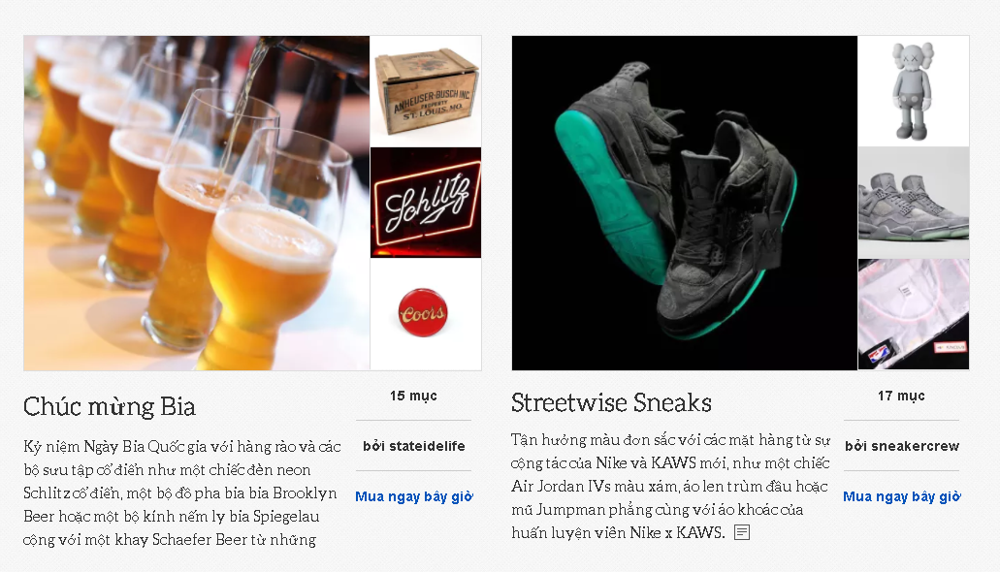 ANHEUSER-BUSCH INC.
PROPERTY
ST. LOUIS, MO.
Schlitz
Coors
Chúc mừng Bia
15 mục
Kỷ niệm Ngày Bia Quốc gia với hàng rào và các
bộ sưu tập cổ điển như một chiếc đèn neon
Schlitz cổ điển, một bộ đồ pha bia bia Brooklyn
Beer hoặc một bộ kính nếm ly bia Spiegelau
cộng với một khay Schaefer Beer từ những
bởi stateidelife
Mua ngay bây giờ
Streetwise Sneaks
17 mục
Tận hưởng màu đơn sắc với các mặt hàng từ sự
cộng tác của Nike và KAWS mới, như một chiếc
Air Jordan IVs màu xám, áo len trùm đầu hoặc
mũ Jumpman phẳng cùng với áo khoác của
huấn luyện viên Nike x KAWS.
bởi sneakercrew
Mua ngay bây giờ